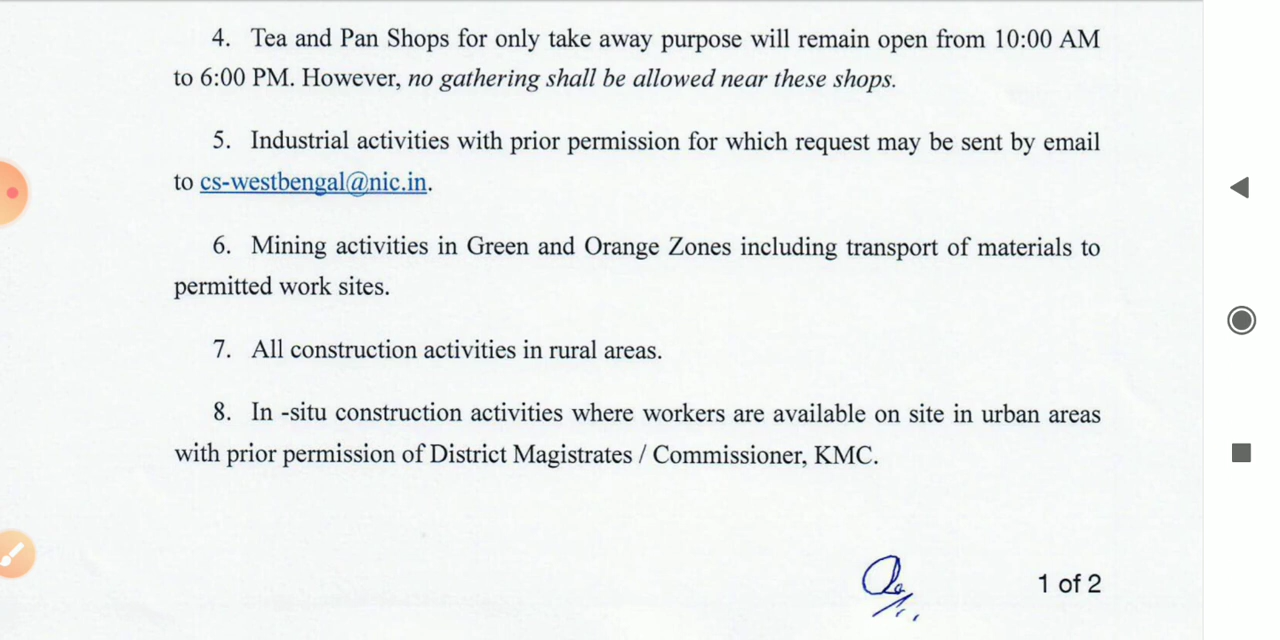 4. Tea and Pan Shops for only take away purpose will remain open from 10:00 AM
to 6:00 PM. However, no gathering shall be allowed near these shops.
5. Industrial activities with prior permission for which request may be sent by email
to cs-westbengal@nic.in.
6. Mining activities in Green and Orange Zones including transport of materials to
permitted work sites.
7. All construction activities in rural areas.
8. In -situ construction activities where workers are available on site in urban areas
with prior permission of District Magistrates / Commissioner, KMC.
1 of 2